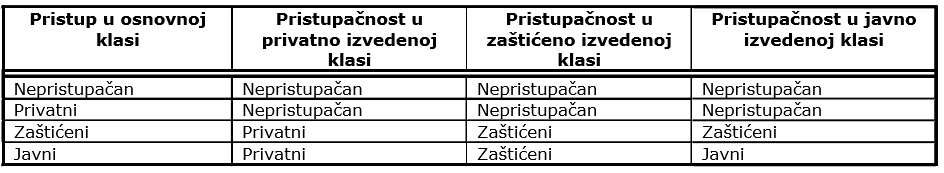 Pristup u osnovnoj klasi Pristupačnost u privatno izvedenoj klasi Pristupačnost u zaštićeno izvedenoj klasi Pristupačnost u javno izvedenoj klasi
Nepristupačan Nepristupačan Nepristupačan Nepristupačan
Privatni Nepristupačan Nepristupačan Nepristupačan
Zaštićeni Privatni Zaštićeni Zaštićeni
Javni Privatni Zaštićeni Javni